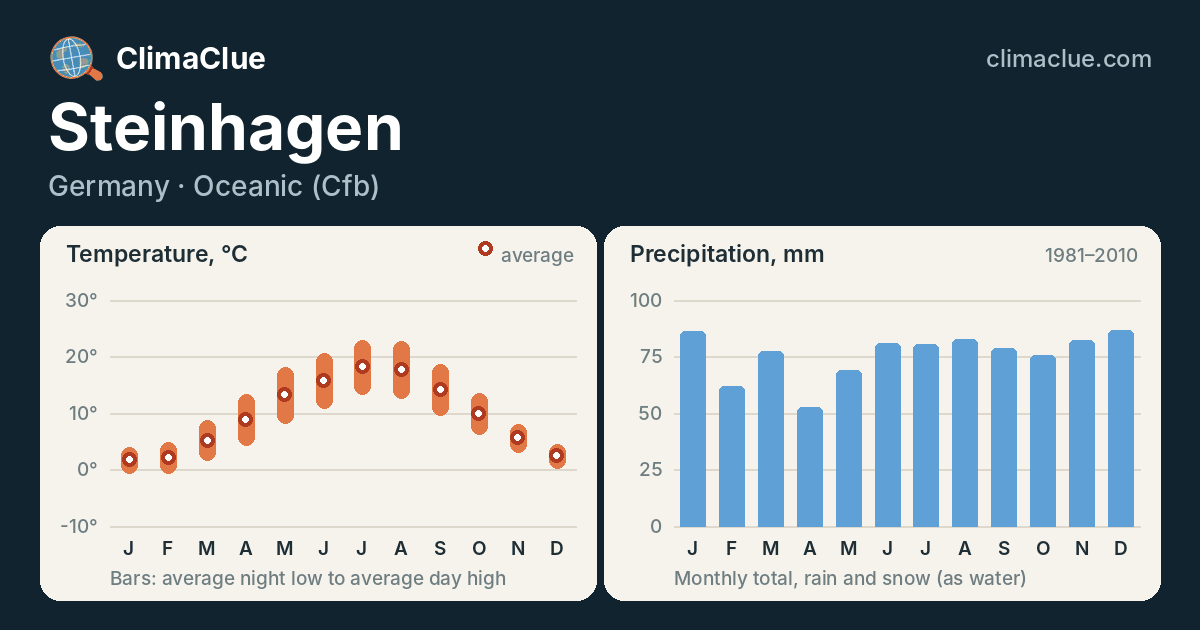 ClimaClue
climaclue.com
Steinhagen
Germany · Oceanic (Cfb)
Temperature, °C
average
30°
20°
10°
0°
-10°
J F M A M J J A S O N D
Bars: average night low to average day high
Precipitation, mm
1981–2010
100
75
50
25
0
J F M A M J J A S O N D
Monthly total, rain and snow (as water)